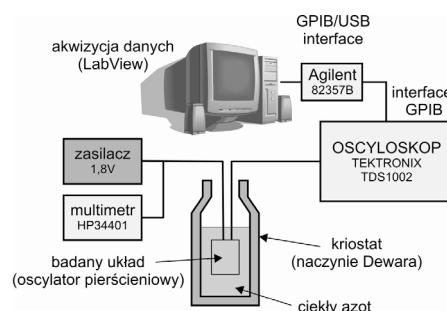 GPIB/USB
interface
akwizycja danych
(LabView)
Agilent
82357B
interface
GPIB
OSCYLOSKOP
TEKTRONIX
TDS1002
zasilacz
1,8V
multimetr
HP34401
badany układ
(oscylator pierścieniowy)
kriostat
(naczynie Dewara)
ciekły azot